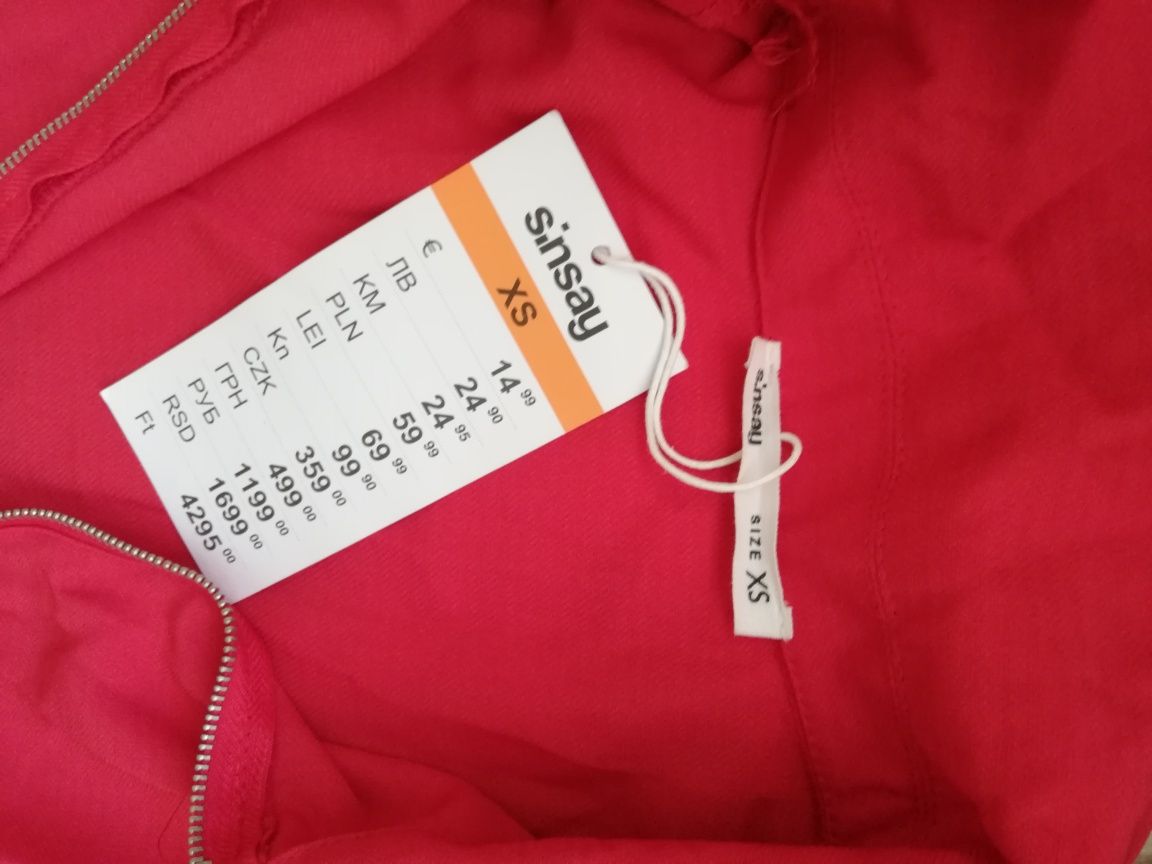 sinsay
XS
€ 14 99
ЛВ 24 90
KM 24 95
PLN 59 99
LEI 69 99
Kn 99 90
CZK 359 00
ГРН 499 00
РУБ 1199 00
RSD 1699 00
Ft 4295 00
sinsay
SIZE XS